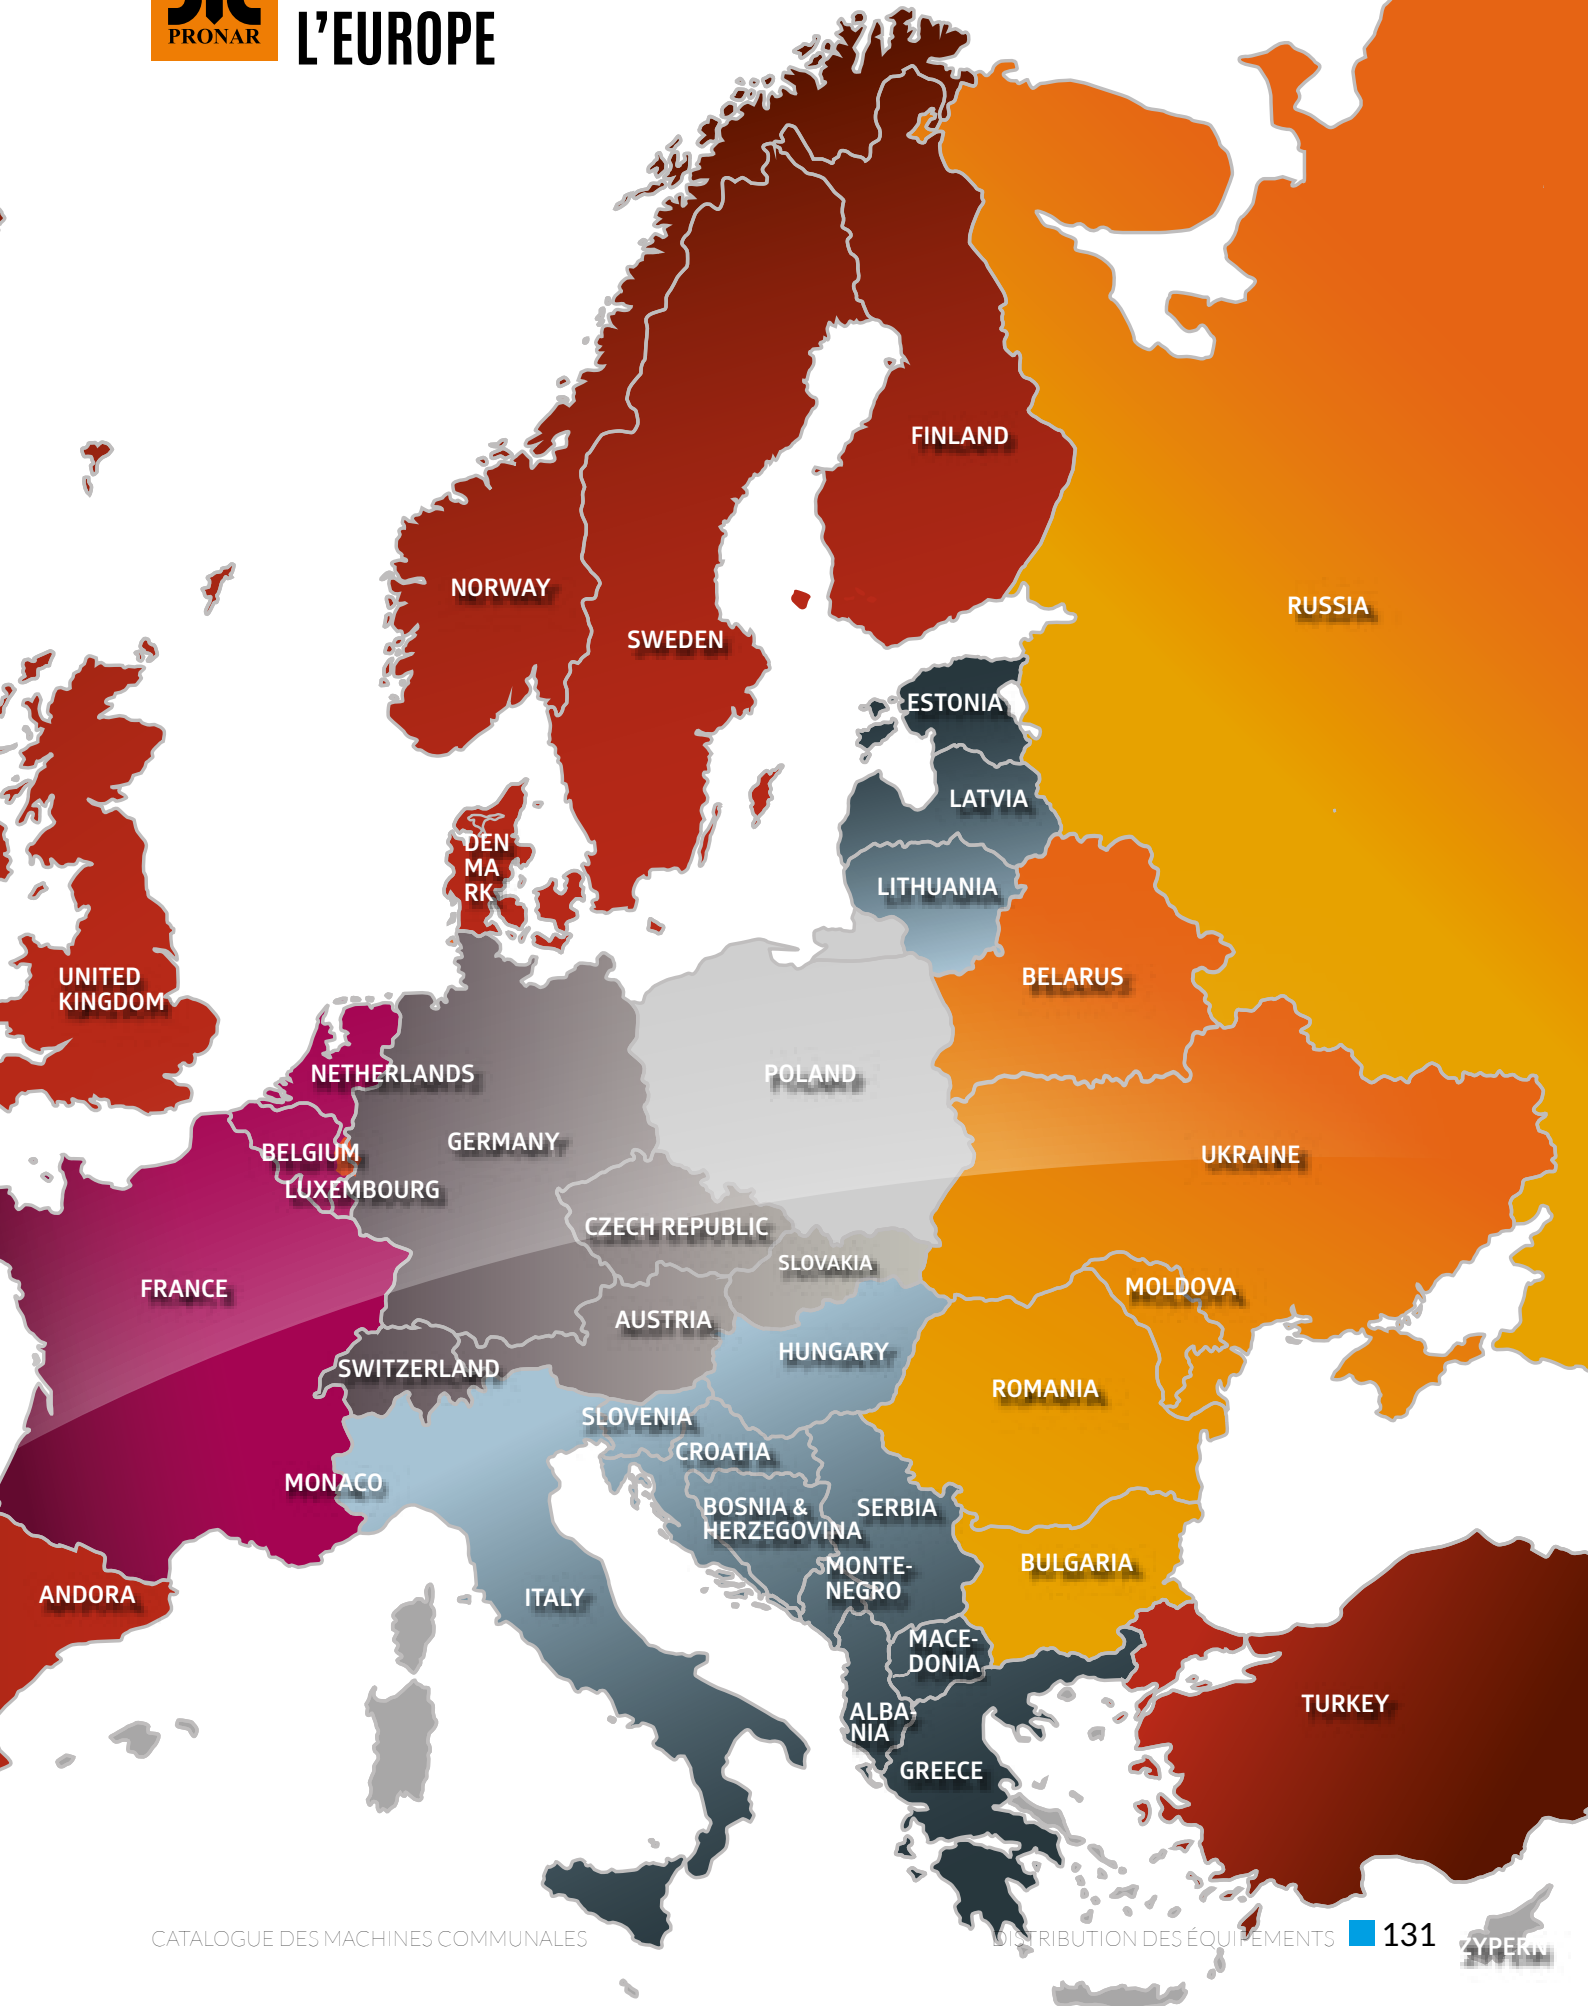 PRONAR
L'EUROPE
FINLAND
NORWAY
RUSSIA
SWEDEN
ESTONIA
LATVIA
DEN
MA
RK
LITHUANIA
UNITED
KINGDOM
BELARUS
NETHERLANDS
POLAND
GERMANY
BELGIUM
UKRAINE
LUXEMBOURG
CZECH REPUBLIC
SLOVAKIA
FRANCE
MOLDOVA
AUSTRIA
HUNGARY
SWITZERLAND
ROMANIA
SLOVENIA
CROATIA
MONACO
BOSNIA &
HERZEGOVINA
SERBIA
BULGARIA
MONTE-
NEGRO
ANDORA
ITALY
MACE-
DONIA
TURKEY
ALBA-
NIA
GREECE
CATALOGUE DES MACHINES COMMUNALES
DISTRIBUTION DES ÉQUIPEMENTS 131
ZYPERN